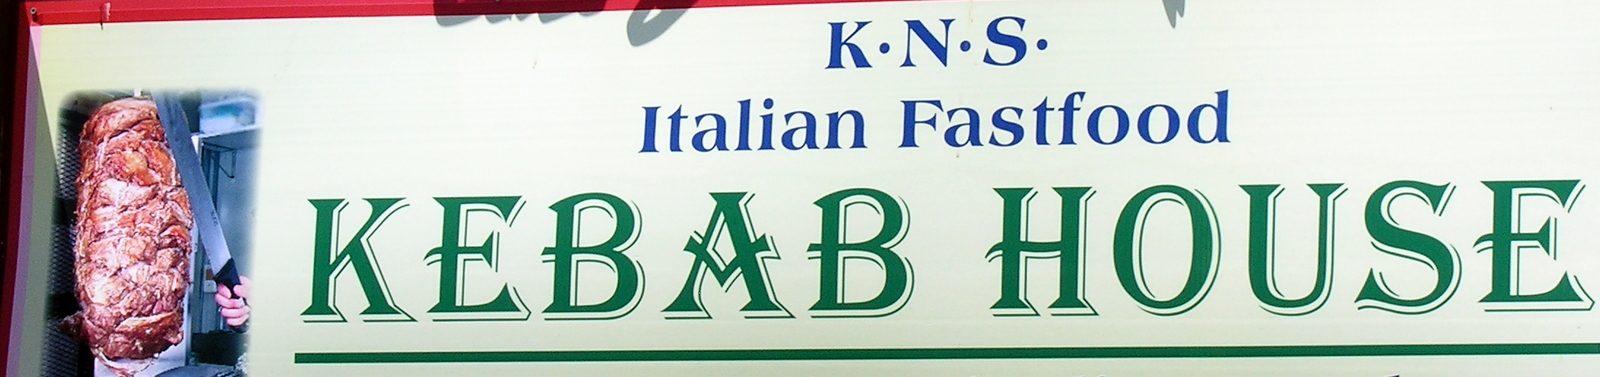 K·N·S·
Italian Fastfood
KEBAB HOUSE